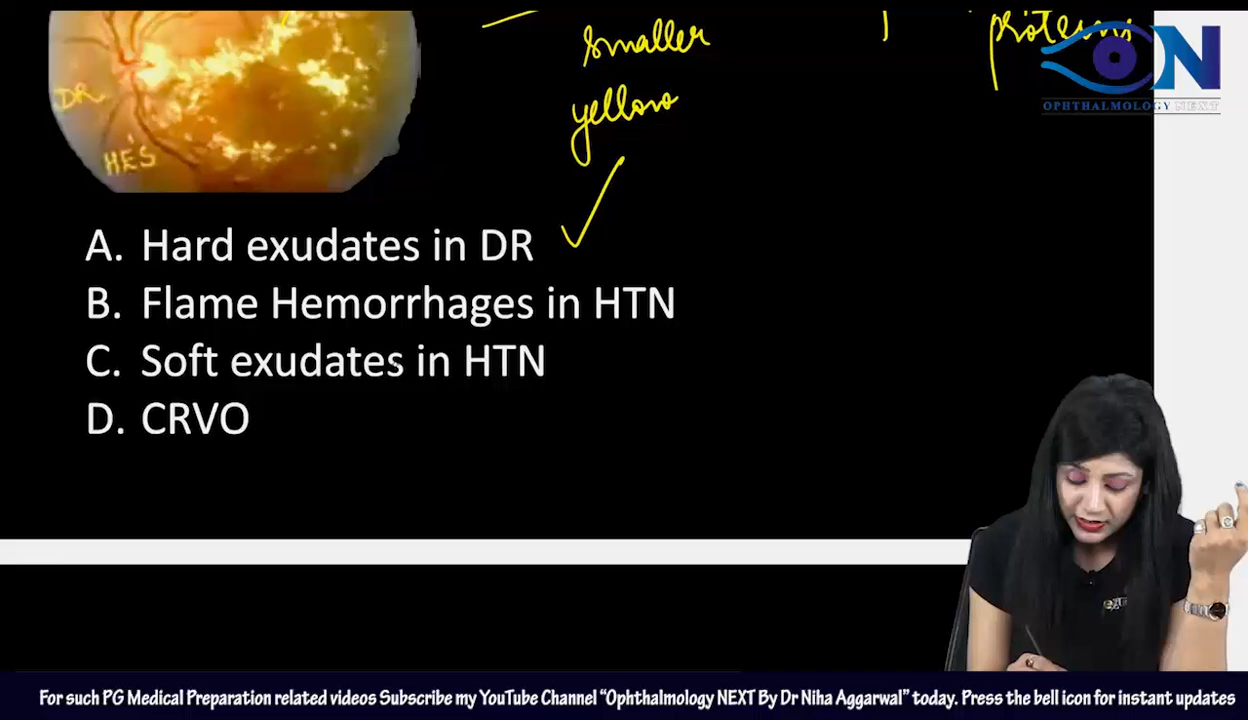 proteins
smaller
yellow
ON
OPHTHALMOLOGY NEXT
DR
HES
A. Hard exudates in DR
B. Flame Hemorrhages in HTN
C. Soft exudates in HTN
D. CRVO
For such PG Medical Preparation related videos Subscribe my YouTube Channel “Ophthalmology NEXT By Dr Niha Aggarwal” today. Press the bell icon for instant updates